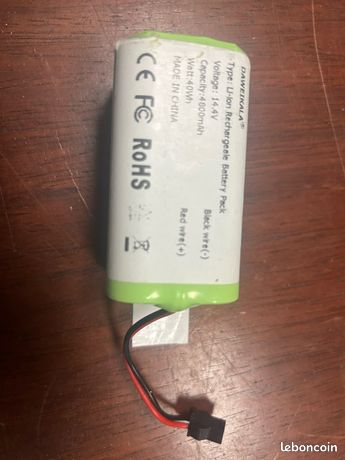 DAWEIKALA®
Type: Li-Ion Rechargeale Battery Pack
Voltage: 14.4V
Capacity:4800mAh
Watt:40Wh
MADE IN CHINA
Black wire(-)
Red wire(+)
CE FC RoHS
leboncoin